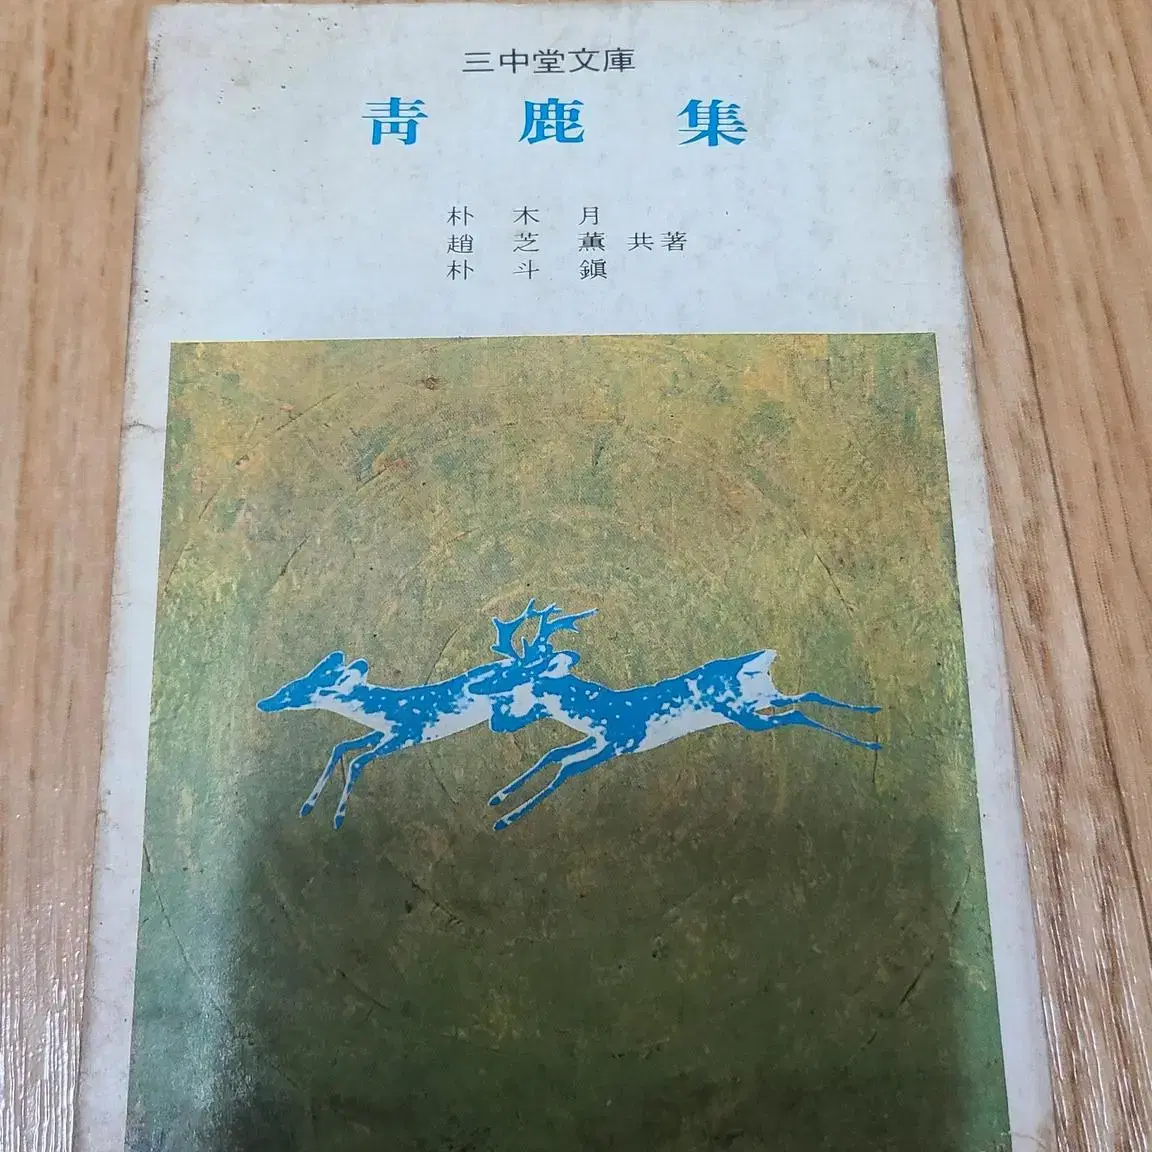 三中堂文庫
靑鹿集
朴木月
趙芝薰 共著
朴斗鎭